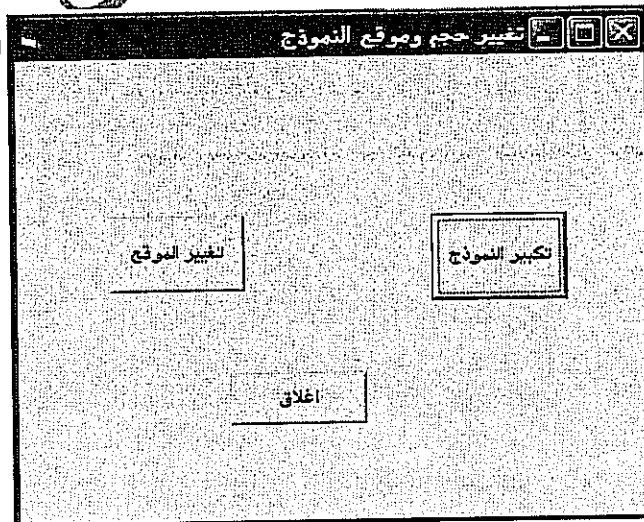 تغيير حجم وموقع النموذج
تكبير النموذج
لتغيير الموقع
اغلاق